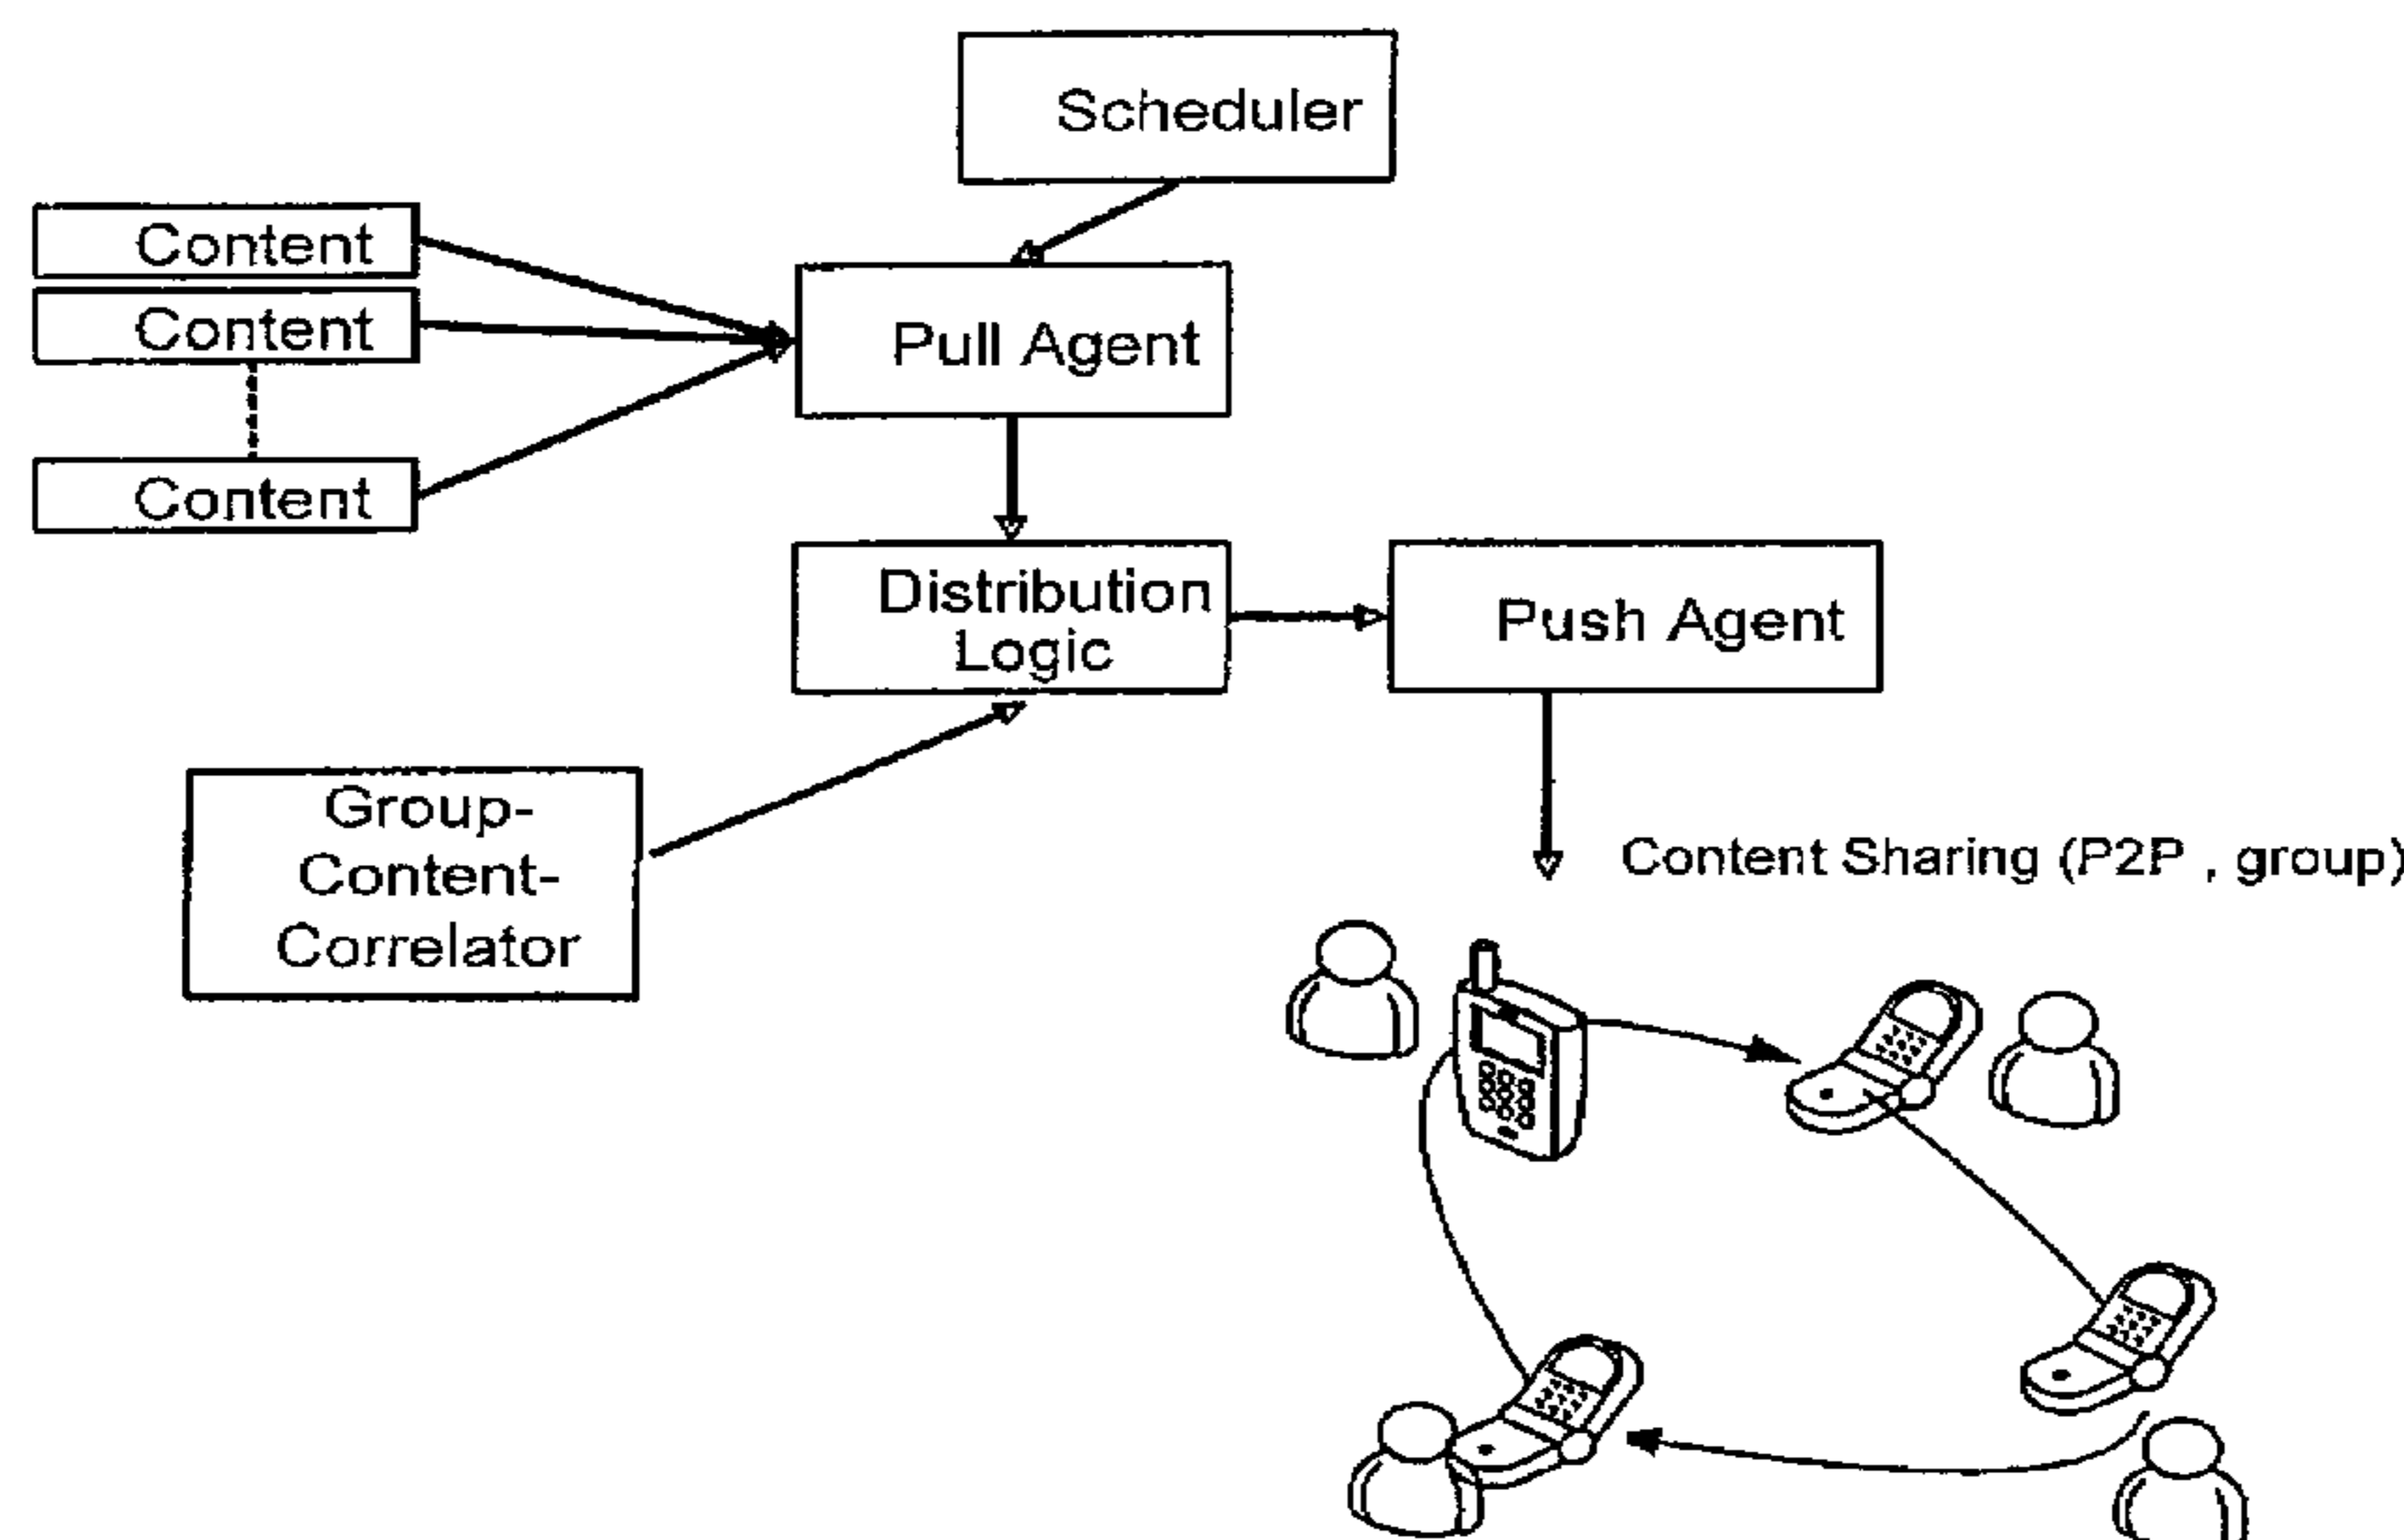 Scheduler
Content
Content
Pull Agent
Content
Distribution
Logic
Push Agent
Group-
Content-
Correlator
Content Sharing (P2P , group)